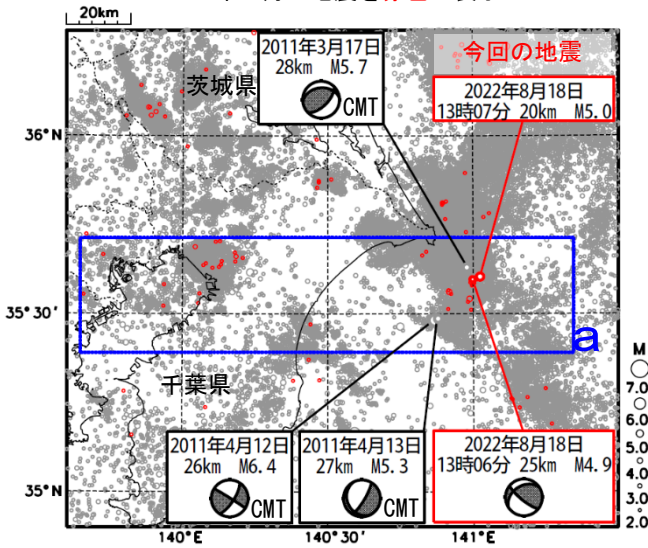 20km
2011年3月17日
28km M5.7
CMT
茨城県
今回の地震
2022年8月18日
13時07分 20km M5.0
36°N
35°30'
35°N
a
千葉県
M
7.0
6.0
5.0
4.0
3.0
2.0
2011年4月12日
26km M6.4
CMT
2011年4月13日
27km M5.3
CMT
2022年8月18日
13時06分 25km M4.9
140°E
140°30'
141°E